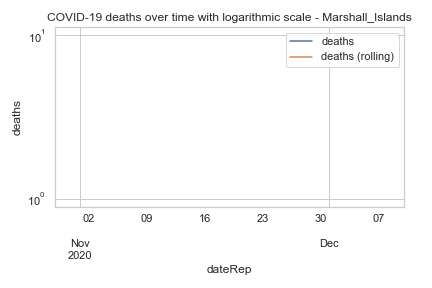 COVID-19 deaths over time with logarithmic scale - Marshall_Islands
10¹
deaths
deaths (rolling)
deaths
10⁰
02 09 16 23 30 07
Nov Dec
2020
dateRep